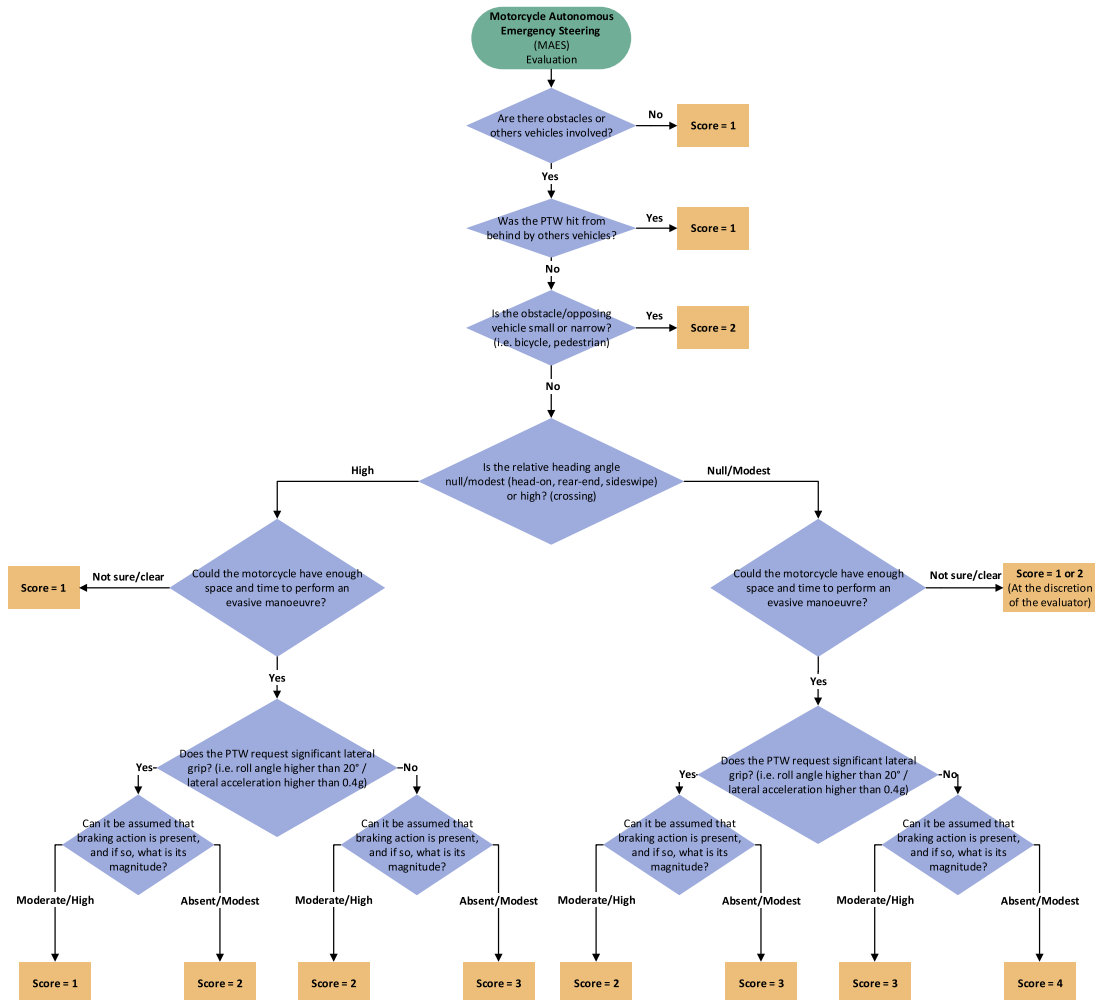 Motorcycle Autonomous
Emergency Steering
(MAES)
Evaluation
Are there obstacles or
others vehicles involved?
No
Score = 1
Yes
Was the PTW hit from
behind by others vehicles?
Yes
Score = 1
No
Is the obstacle/opposing
vehicle small or narrow?
(i.e. bicycle, pedestrian)
Yes
Score = 2
No
Is the relative heading angle
null/modest (head-on, rear-end, sideswipe)
or high? (crossing)
High
Null/Modest
Could the motorcycle have enough
space and time to perform an
evasive manoeuvre?
Not sure/clear
Score = 1
Could the motorcycle have enough
space and time to perform an
evasive manoeuvre?
Not sure/clear
Score = 1 or 2
(At the discretion
of the evaluator)
Yes
Yes
Does the PTW request significant lateral
grip? (i.e. roll angle higher than 20° /
lateral acceleration higher than 0.4g)
Yes
No
Does the PTW request significant lateral
grip? (i.e. roll angle higher than 20° /
lateral acceleration higher than 0.4g)
Yes
No
Can it be assumed that
braking action is present,
and if so, what is its
magnitude?
Can it be assumed that
braking action is present,
and if so, what is its
magnitude?
Can it be assumed that
braking action is present,
and if so, what is its
magnitude?
Can it be assumed that
braking action is present,
and if so, what is its
magnitude?
Moderate/High
Absent/Modest
Moderate/High
Absent/Modest
Moderate/High
Absent/Modest
Moderate/High
Absent/Modest
Score = 1
Score = 2
Score = 2
Score = 3
Score = 2
Score = 3
Score = 3
Score = 4